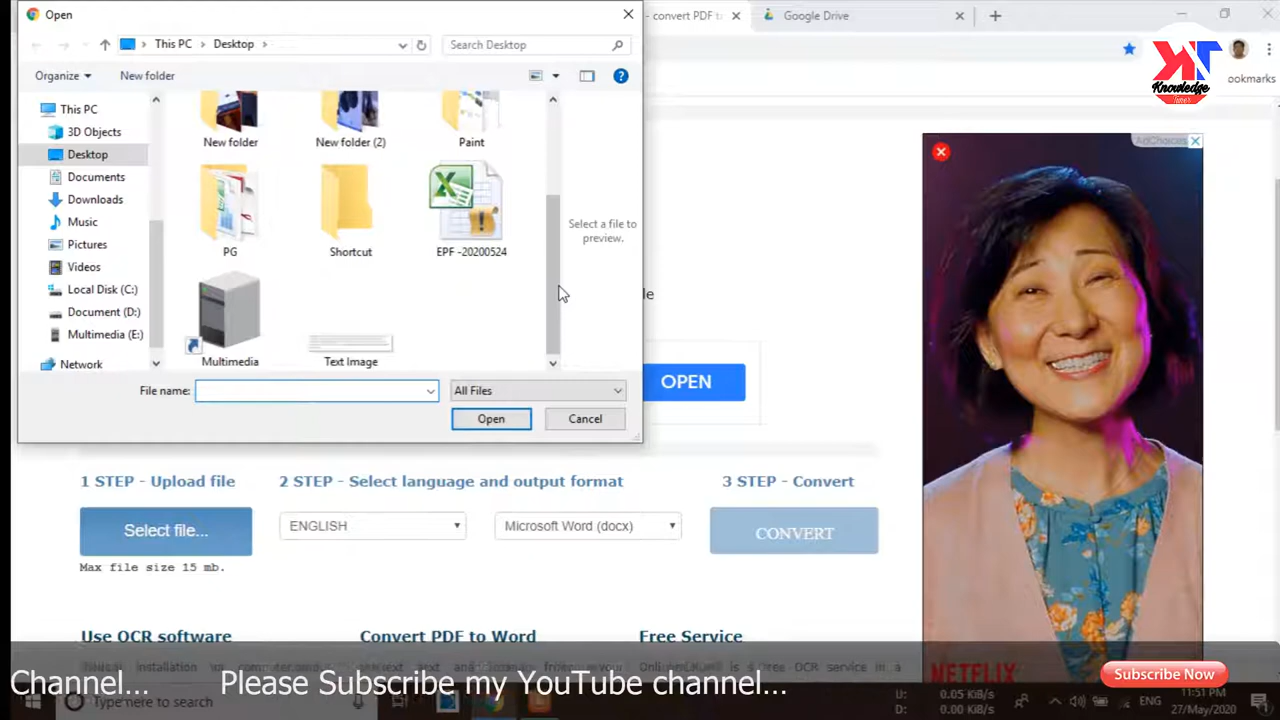 Open
- convert PDF to
Google Drive
This PC
Desktop
Search Desktop
Organize
New folder
ookmarks
KT
Knowledge
Tunes
This PC
3D Objects
Desktop
Documents
Downloads
Music
Pictures
Videos
Local Disk (C:)
Document (D:)
Multimedia (E:)
Network
New folder
New folder (2)
Paint
PG
Shortcut
EPF -20200524
Multimedia
Text Image
Select a file to
preview.
File name:
All Files
Open
Cancel
AdChoices
le
OPEN
1 STEP - Upload file
2 STEP - Select language and output format
3 STEP - Convert
Select file...
ENGLISH
Microsoft Word (docx)
CONVERT
Max file size 15 mb.
Use OCR software
Convert PDF to Word
Free Service
NETFLIX
Channel...
Please Subscribe my YouTube channel...
Subscribe Now
Type here to search
U: 0.05 KiB/s
D: 0.00 KiB/s
ENG
11:51 PM
27/May/2020